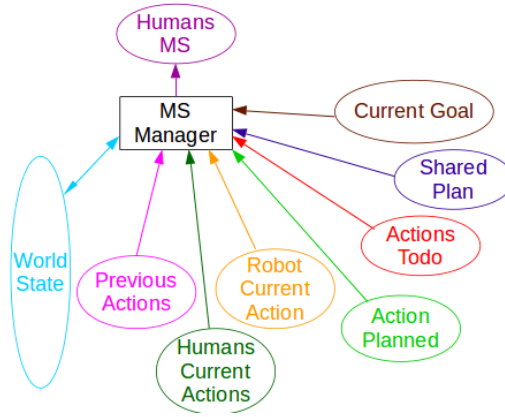 Humans
MS
MS
Manager
Current Goal
Shared
Plan
Actions
Todo
World
State
Previous
Actions
Robot
Current
Action
Action
Planned
Humans
Current
Actions